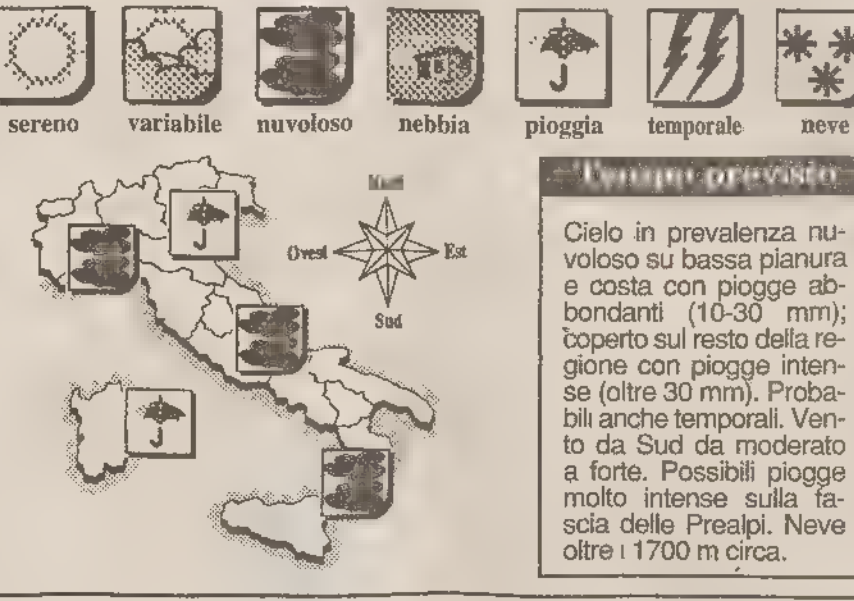 sereno variabile nuvoloso nebbia pioggia temporale neve
Ovest Est
Sud
previsto
Cielo in prevalenza nu-
voloso su bassa pianura
e costa con piogge ab-
bondanti (10-30 mm);
coperto sul resto della re-
gione con piogge inten-
se (oltre 30 mm). Proba-
bili anche temporali. Ven-
to da Sud da moderato
a forte. Possibili piogge
molto intense sulla fa-
scia delle Prealpi. Neve
oltre i 1700 m circa.